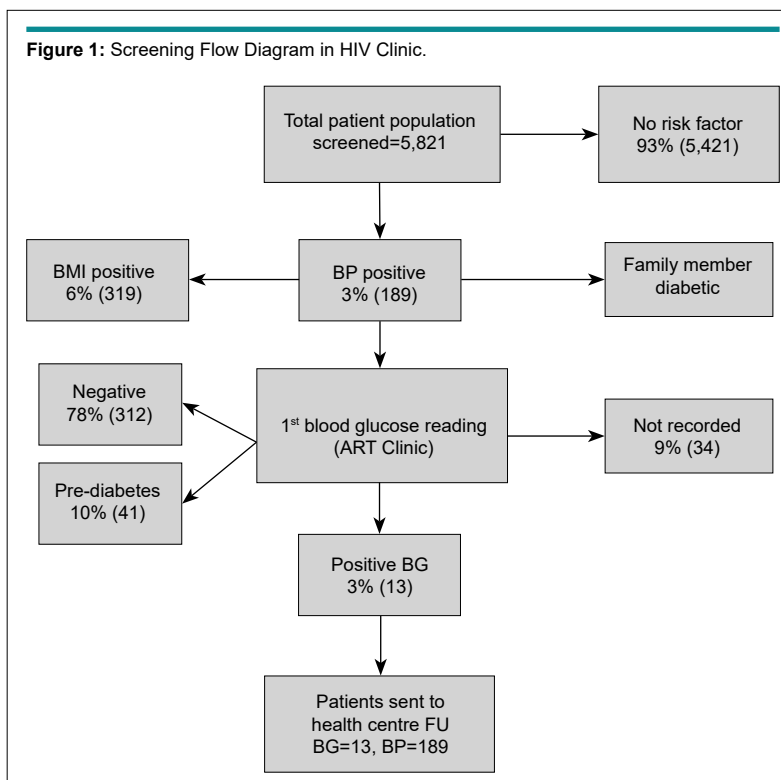 Figure 1: Screening Flow Diagram in HIV Clinic.
Total patient population
screened=5,821
No risk factor
93% (5,421)
BMI positive
6% (319)
BP positive
3% (189)
Family member
diabetic
Negative
78% (312)
1st blood glucose reading
(ART Clinic)
Not recorded
9% (34)
Pre-diabetes
10% (41)
Positive BG
3% (13)
Patients sent to
health centre FU
BG=13, BP=189